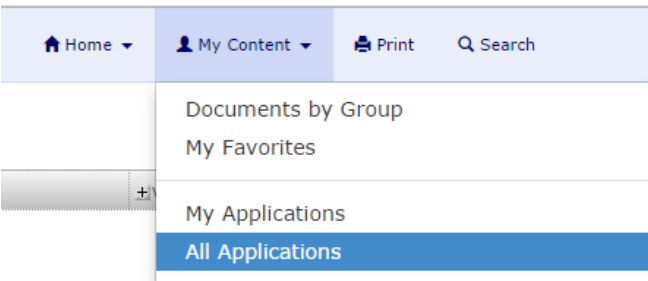 Home My Content Print Search
Documents by Group
My Favorites
My Applications
All Applications